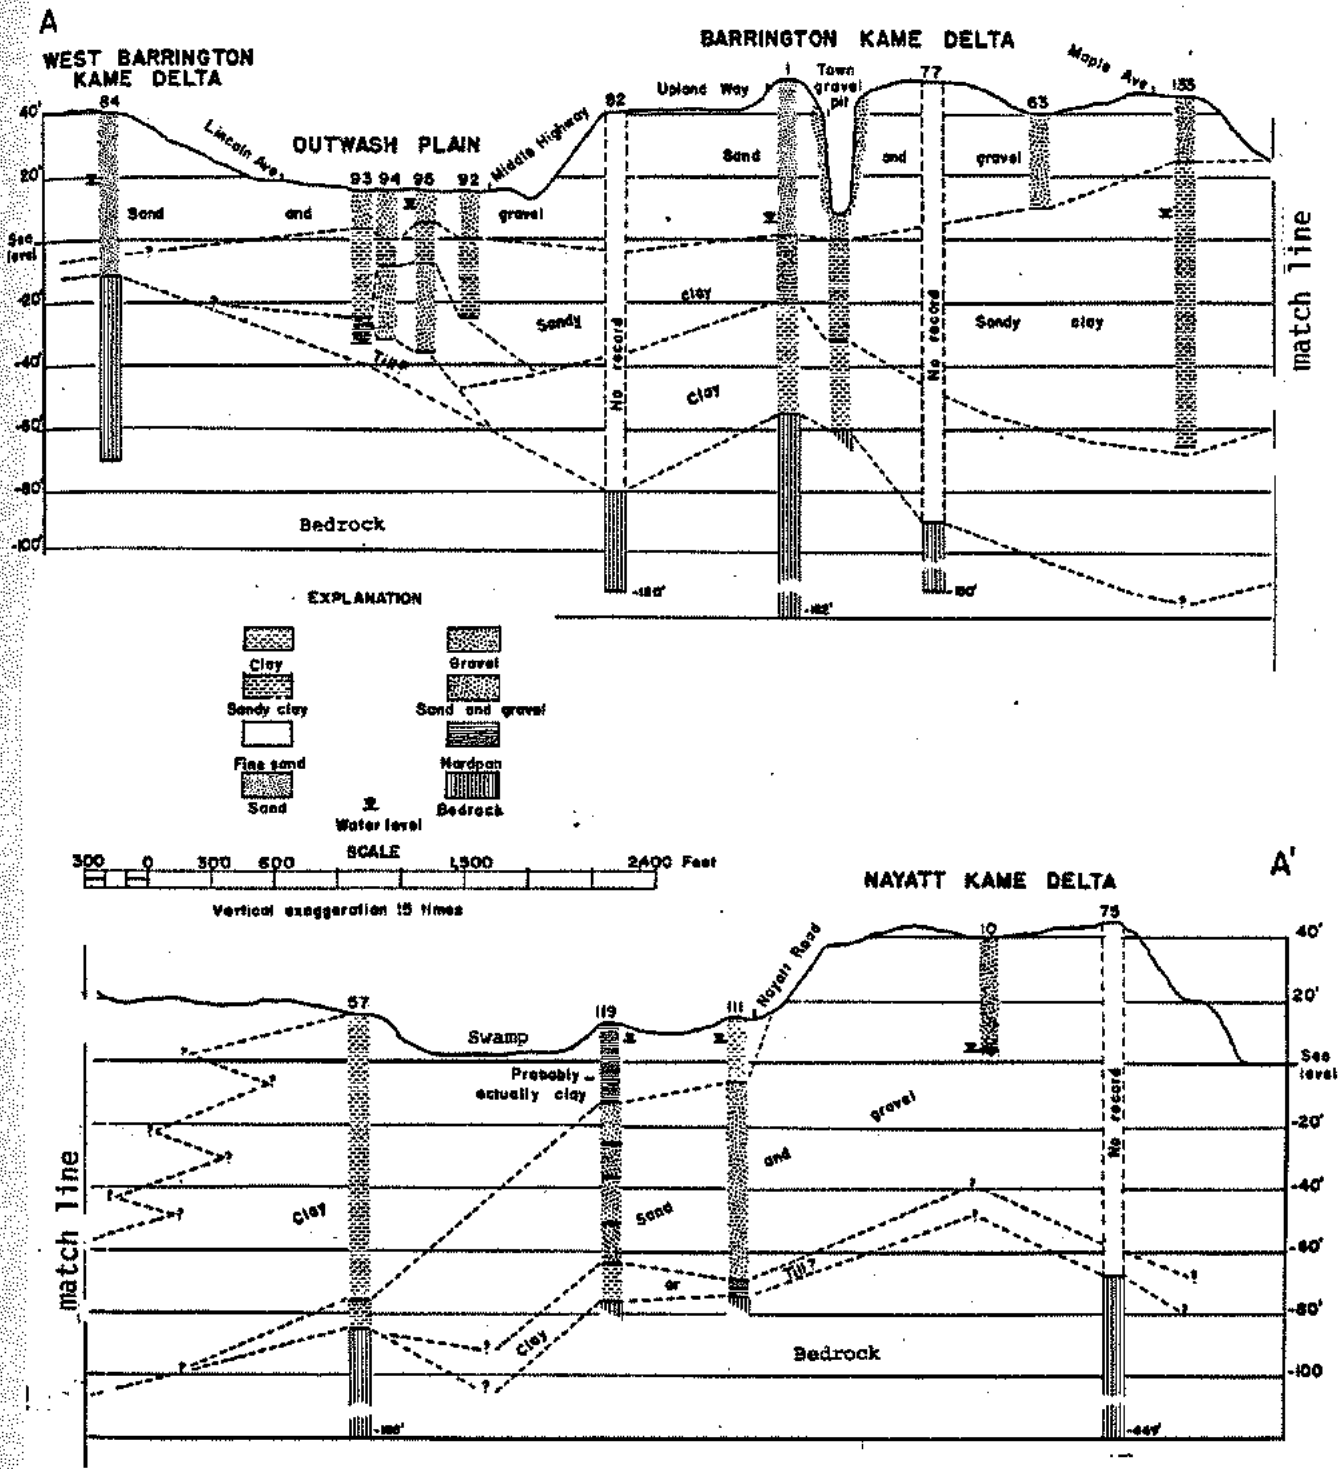 A
WEST BARRINGTON
KAME DELTA
BARRINGTON KAME DELTA
OUTWASH PLAIN
84
Lincoln Ave.
93 94 95 92
Middle Highway
82
Upland Way
1
Town
gravel
pit
77
63
Maple Ave.
135
40'
20'
Sea
level
-20'
-40'
-60'
-80'
-100'
Sand and gravel
Sand and gravel
Clay
Sandy
Sandy clay
Clay
Till?
No record
No record
Bedrock
?
?
?
-182'
match line
EXPLANATION
Clay
Gravel
Sandy clay
Sand and gravel
Fine sand
Hardpan
Sand
Bedrock
Water level
SCALE
300 0 300 600 1,500 2400 Feet
Vertical exaggeration 15 times
A'
NAYATT KAME DELTA
57
Swamp
119
111
Nayatt Road
10
75
40'
20'
Sea
level
-20'
-40'
-60'
-80'
-100
Probably
actually clay
Clay
Sand
and
gravel
or
Clay
Till?
No record
Bedrock
?
?
?
?
?
?
?
?
?
?
?
?
?
match line